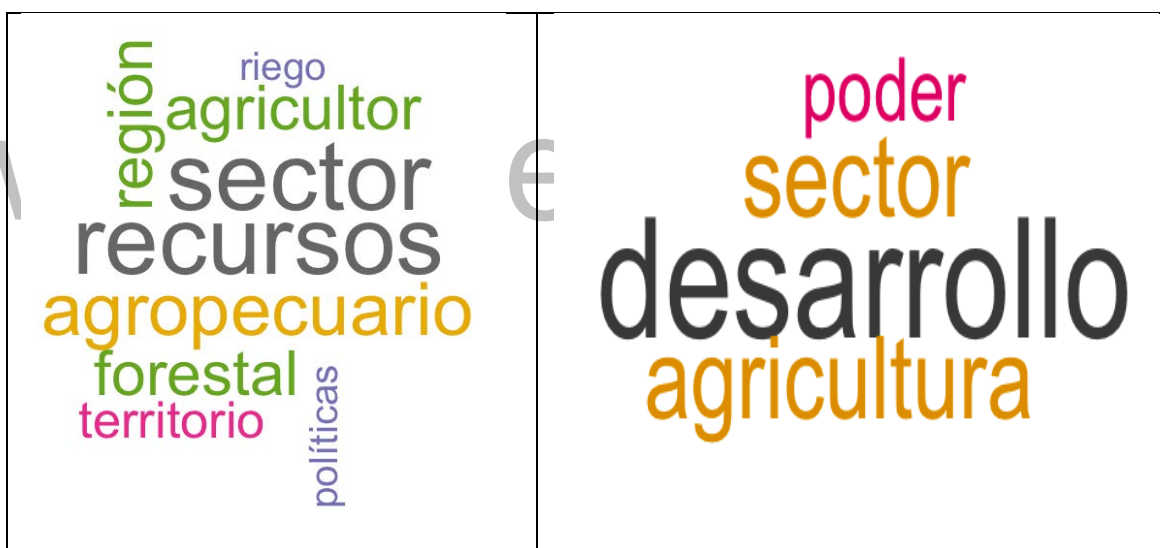 región
riego
agricultor
sector
recursos
agropecuario
forestal
territorio
políticas
poder
sector
desarrollo
agricultura